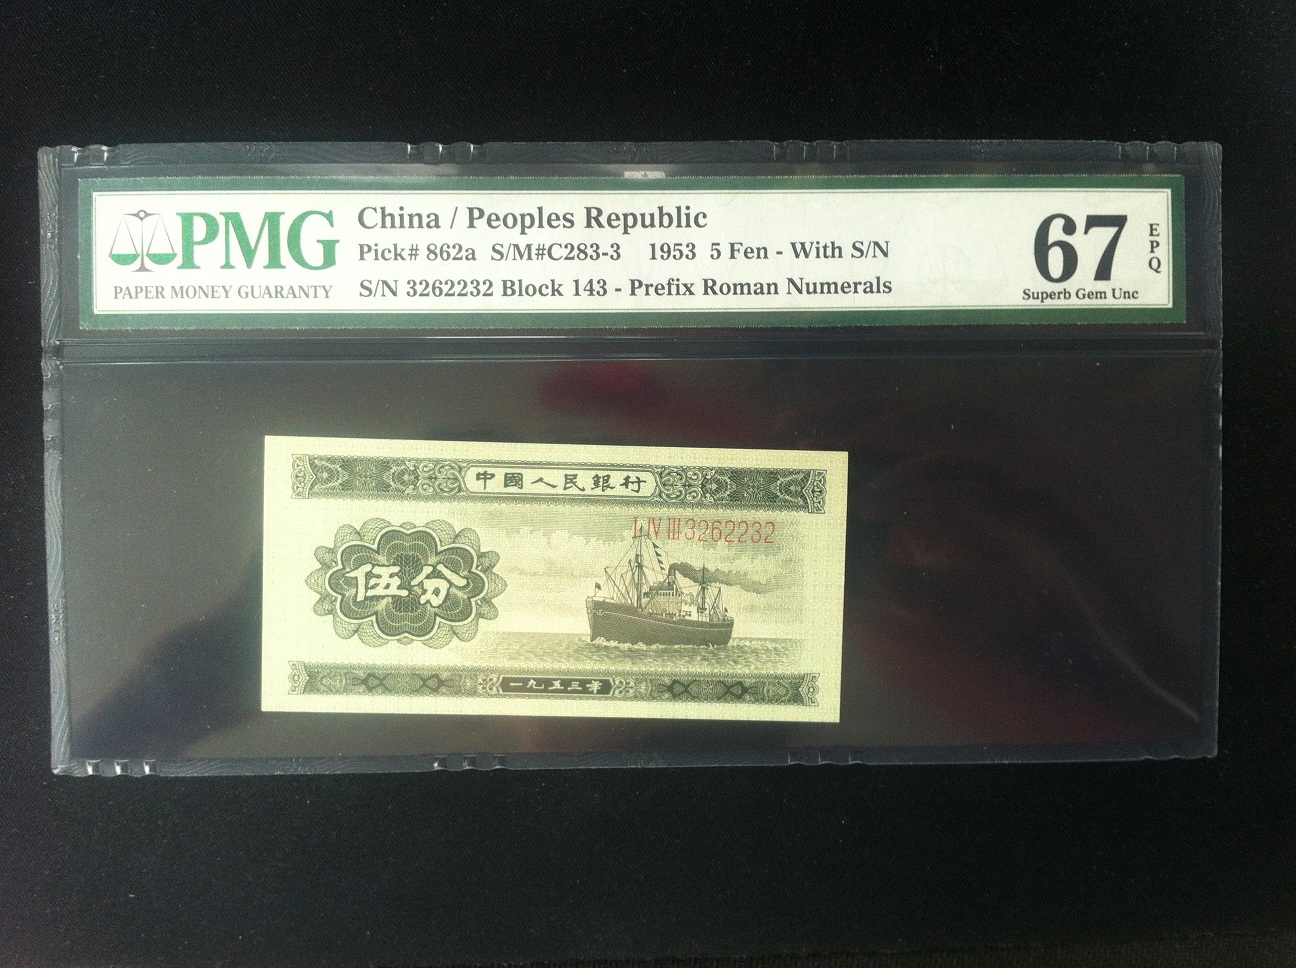 PMG
PAPER MONEY GUARANTY
China / Peoples Republic
Pick# 862a S/M#C283-3 1953 5 Fen - With S/N
S/N 3262232 Block 143 - Prefix Roman Numerals
67
EPQ
Superb Gem Unc
中國人民銀行
I IV III 3262232
伍分
一九五三年